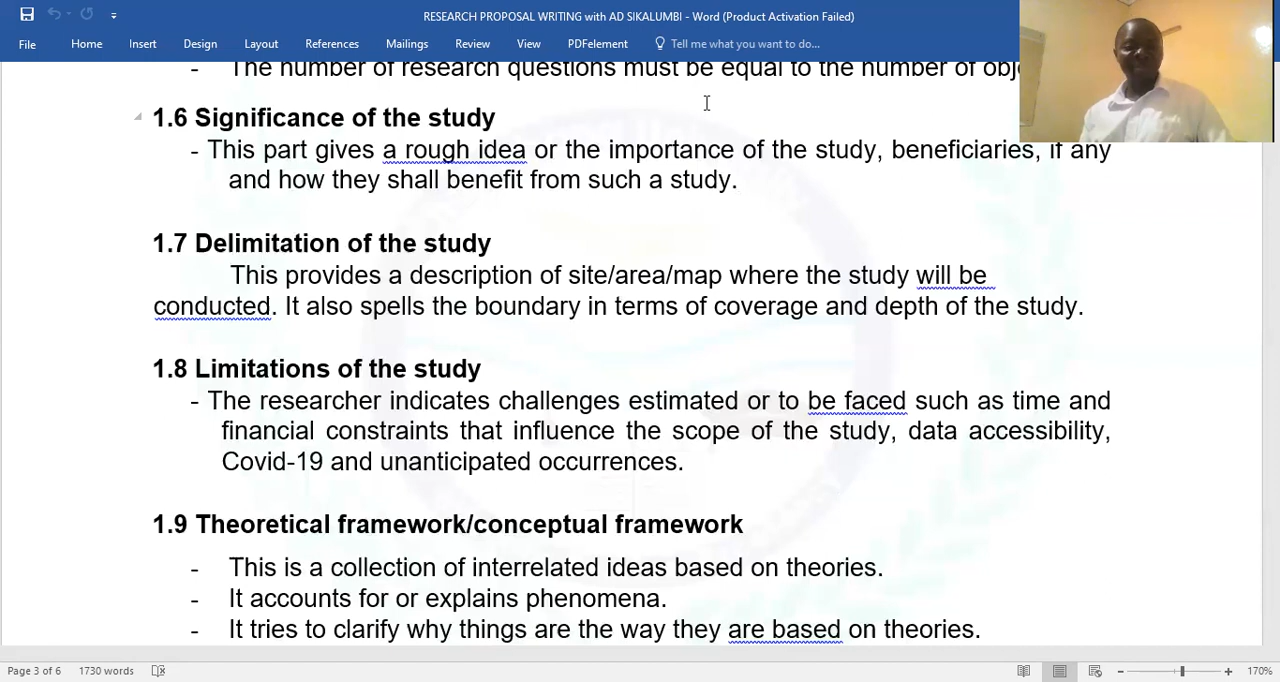 RESEARCH PROPOSAL WRITING with AD SIKALUMBI - Word (Product Activation Failed)
File Home Insert Design Layout References Mailings Review View PDFelement Tell me what you want to do...
- The number of research questions must be equal to the number of
1.6 Significance of the study
- This part gives a rough idea or the importance of the study, beneficiaries, if any
and how they shall benefit from such a study.
1.7 Delimitation of the study
This provides a description of site/area/map where the study will be
conducted. It also spells the boundary in terms of coverage and depth of the study.
1.8 Limitations of the study
- The researcher indicates challenges estimated or to be faced such as time and
financial constraints that influence the scope of the study, data accessibility,
Covid-19 and unanticipated occurrences.
1.9 Theoretical framework/conceptual framework
- This is a collection of interrelated ideas based on theories.
- It accounts for or explains phenomena.
- It tries to clarify why things are the way they are based on theories.
Page 3 of 6 1730 words 170%